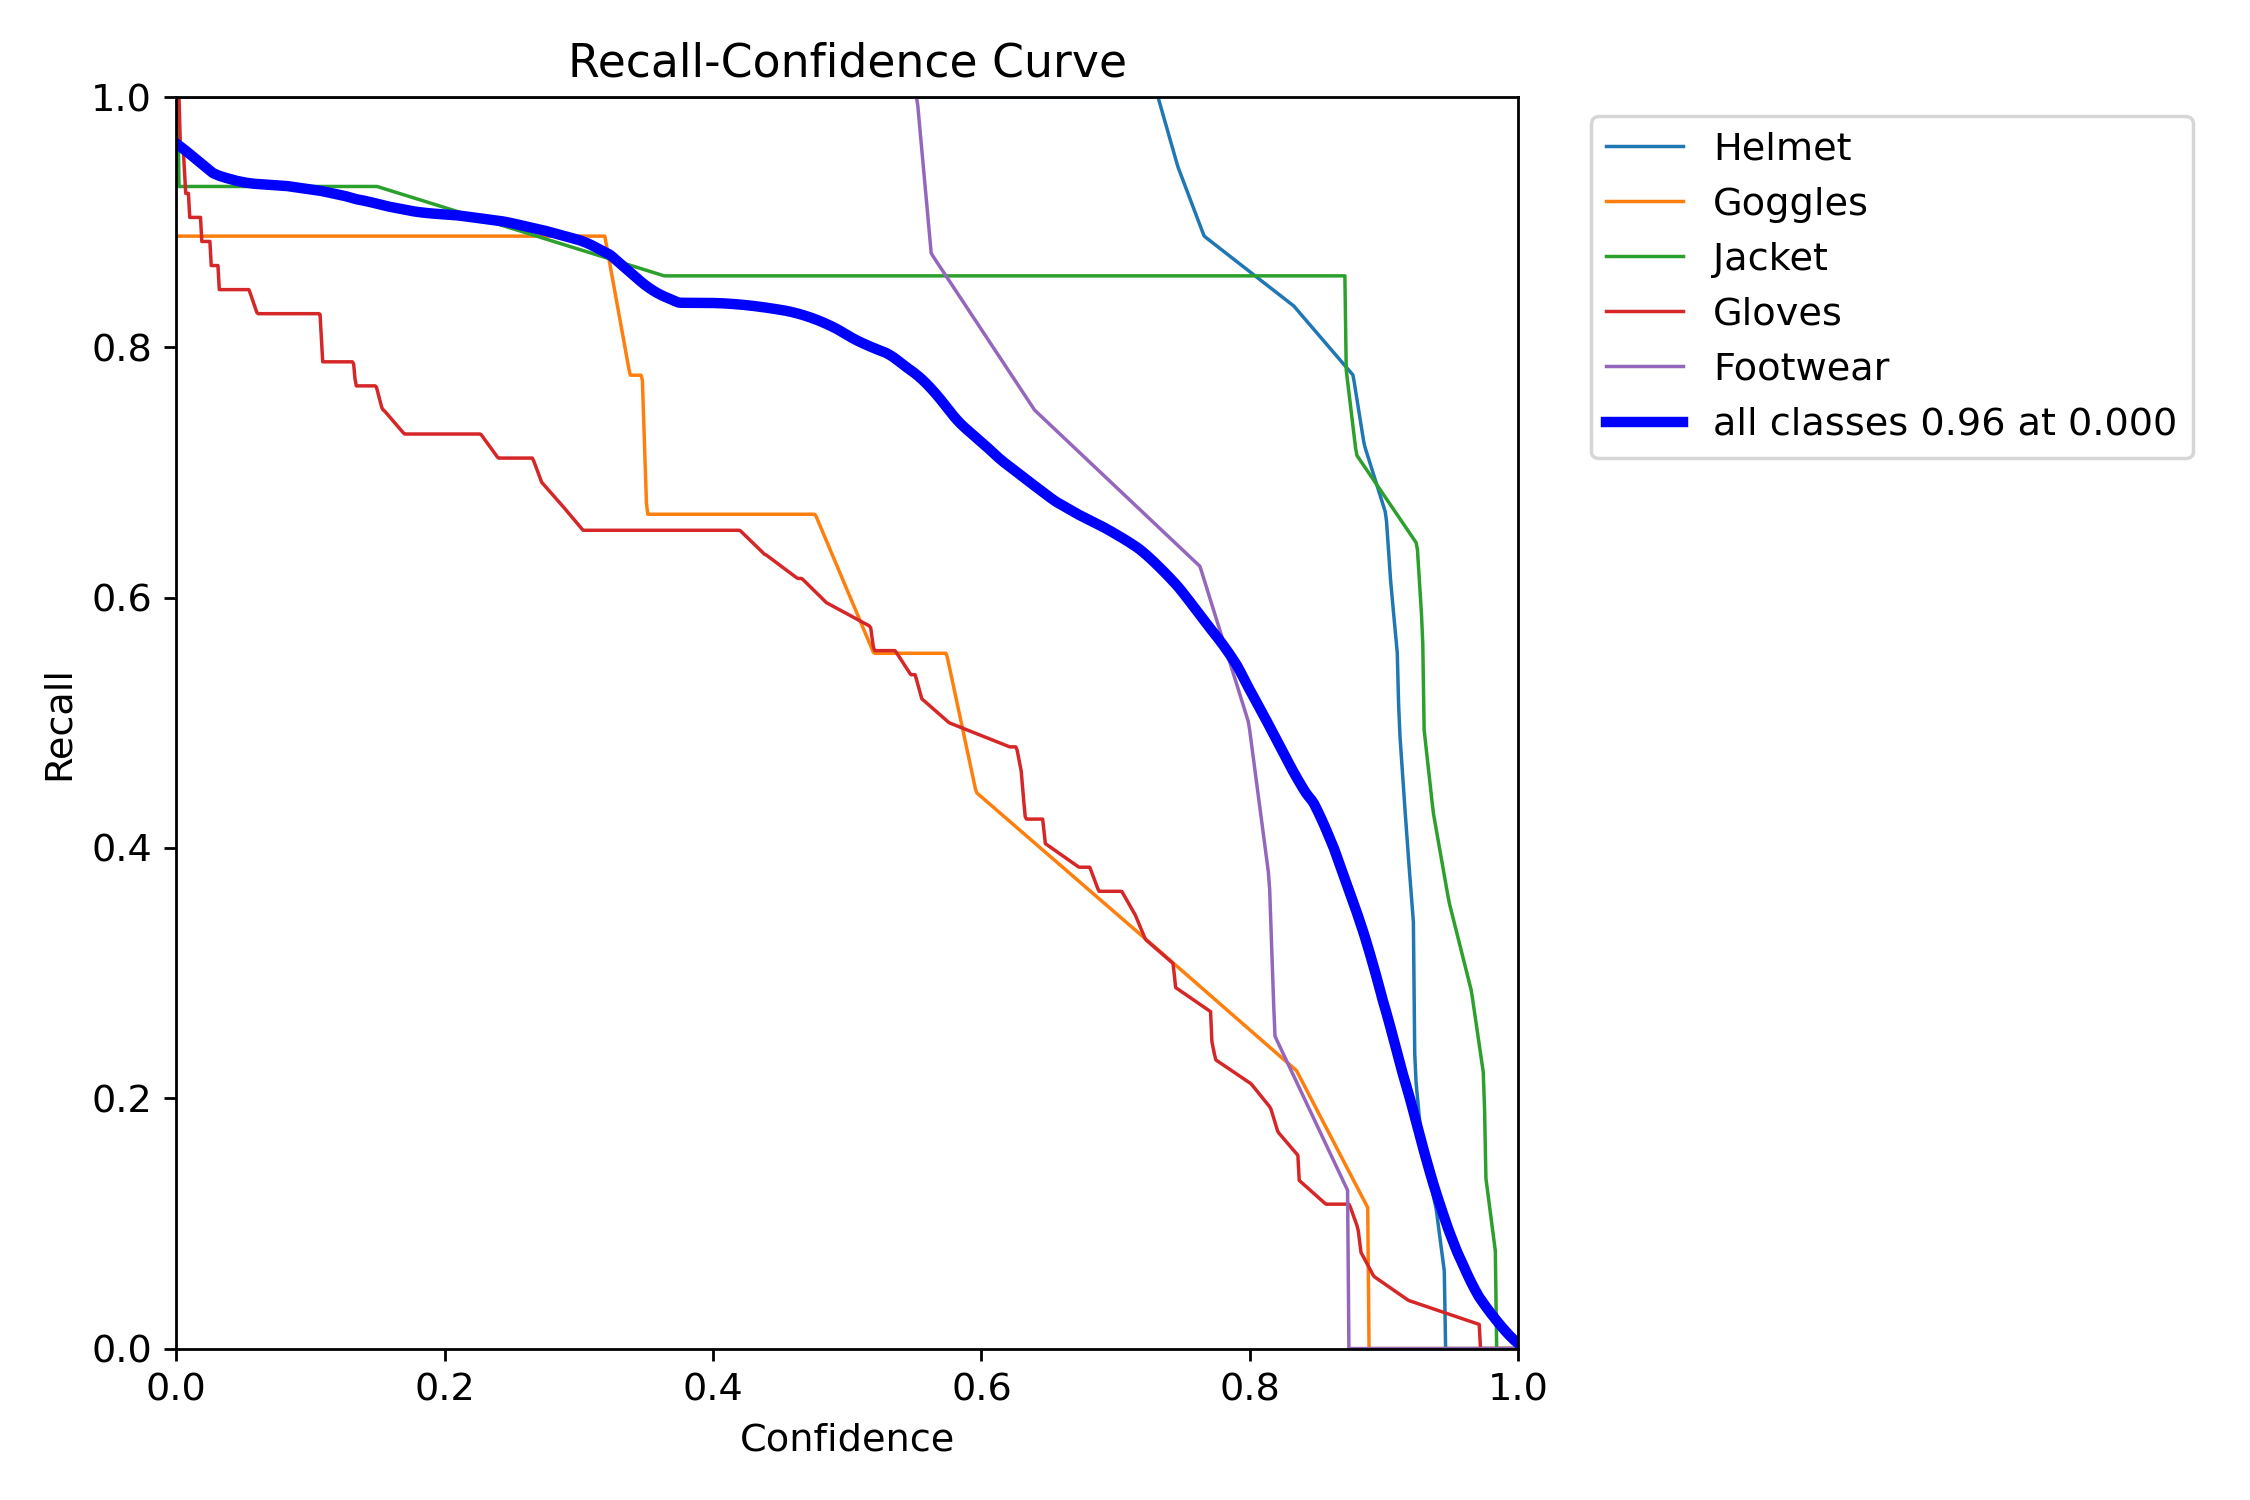 Recall-Confidence Curve
1.0
0.8
0.6
0.4
0.2
0.0
Recall
0.0 0.2 0.4 0.6 0.8 1.0
Confidence
Helmet
Goggles
Jacket
Gloves
Footwear
all classes 0.96 at 0.000